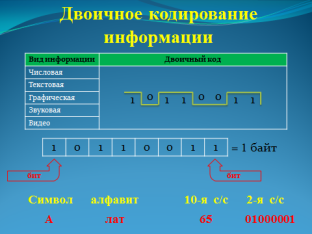 Двоичное кодирование
информации
Вид информации Двоичный код
Числовая
Текстовая
Графическая
Звуковая
Видео
1 0 1 1 0 0 1 1
1 0 1 1 0 0 1 1 = 1 байт
бит бит
Символ алфавит 10-я с/с 2-я с/с
А лат 65 01000001